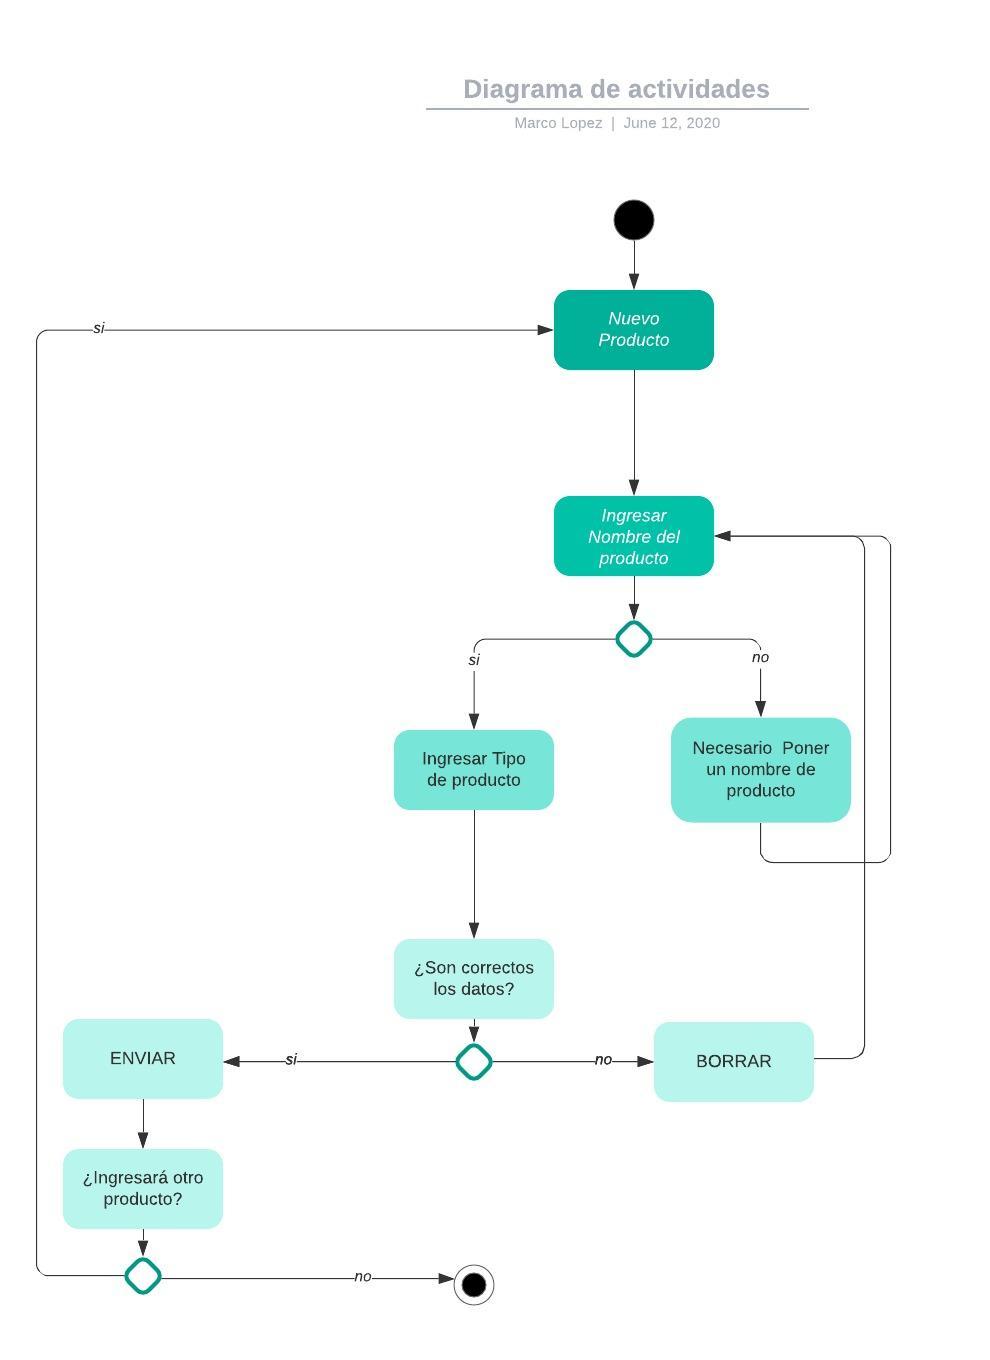 Diagrama de actividades
Marco Lopez | June 12, 2020
Nuevo
Producto
si
Ingresar
Nombre del
producto
si
no
Ingresar Tipo
de producto
Necesario  Poner
un nombre de
producto
¿Son correctos
los datos?
ENVIAR
si
no
BORRAR
¿Ingresará otro
producto?
no